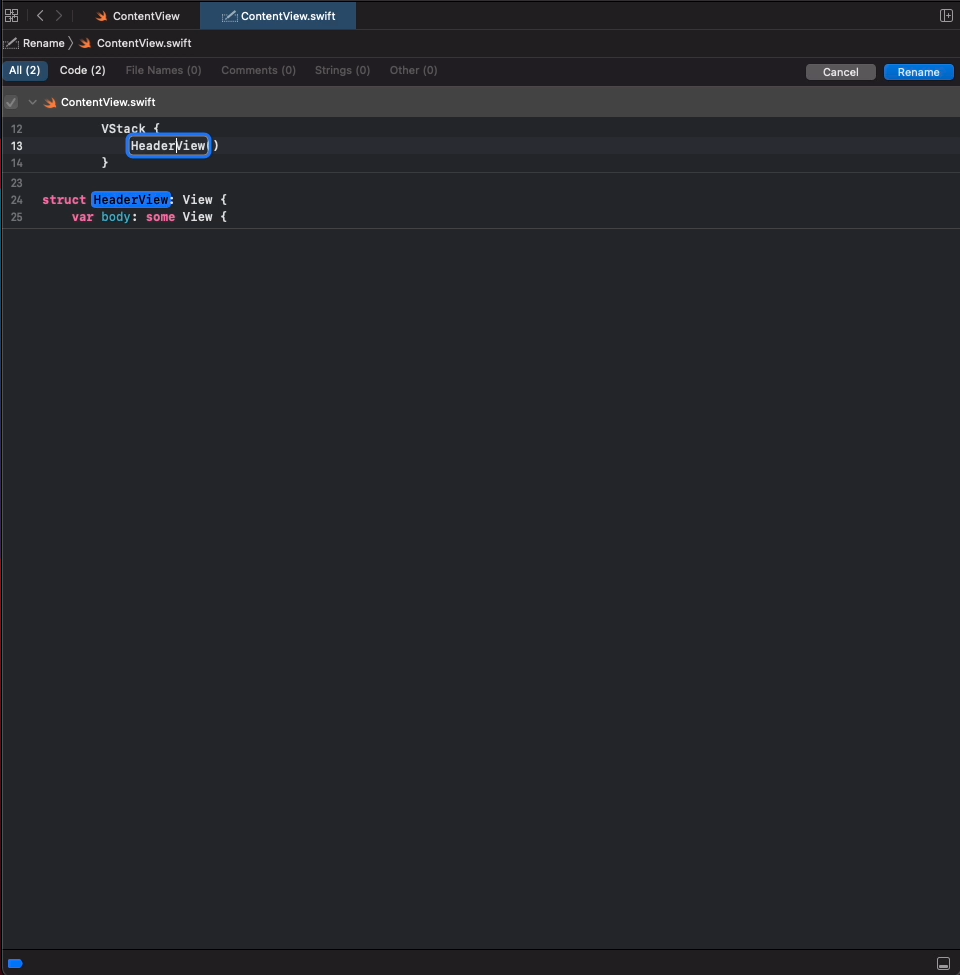 ContentView ContentView.swift
Rename 〉 ContentView.swift
All (2) Code (2) File Names (0) Comments (0) Strings (0) Other (0) Cancel Rename
ContentView.swift
12 VStack {
13 HeaderView()
14 }
23
24 struct HeaderView: View {
25 var body: some View {